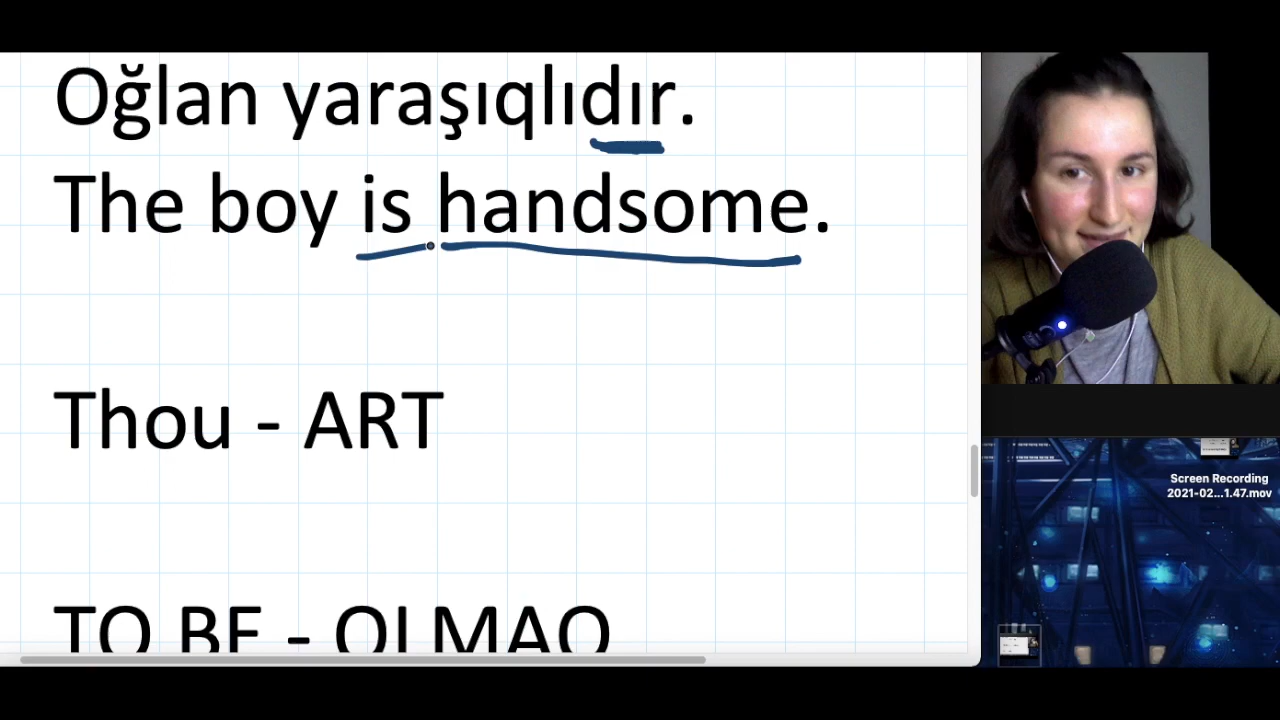 Oğlan yaraşıqlıdır.
The boy is handsome.
Thou - ART
TO BE - OLMAQ
Screen Recording
2021-02...1.47.mov